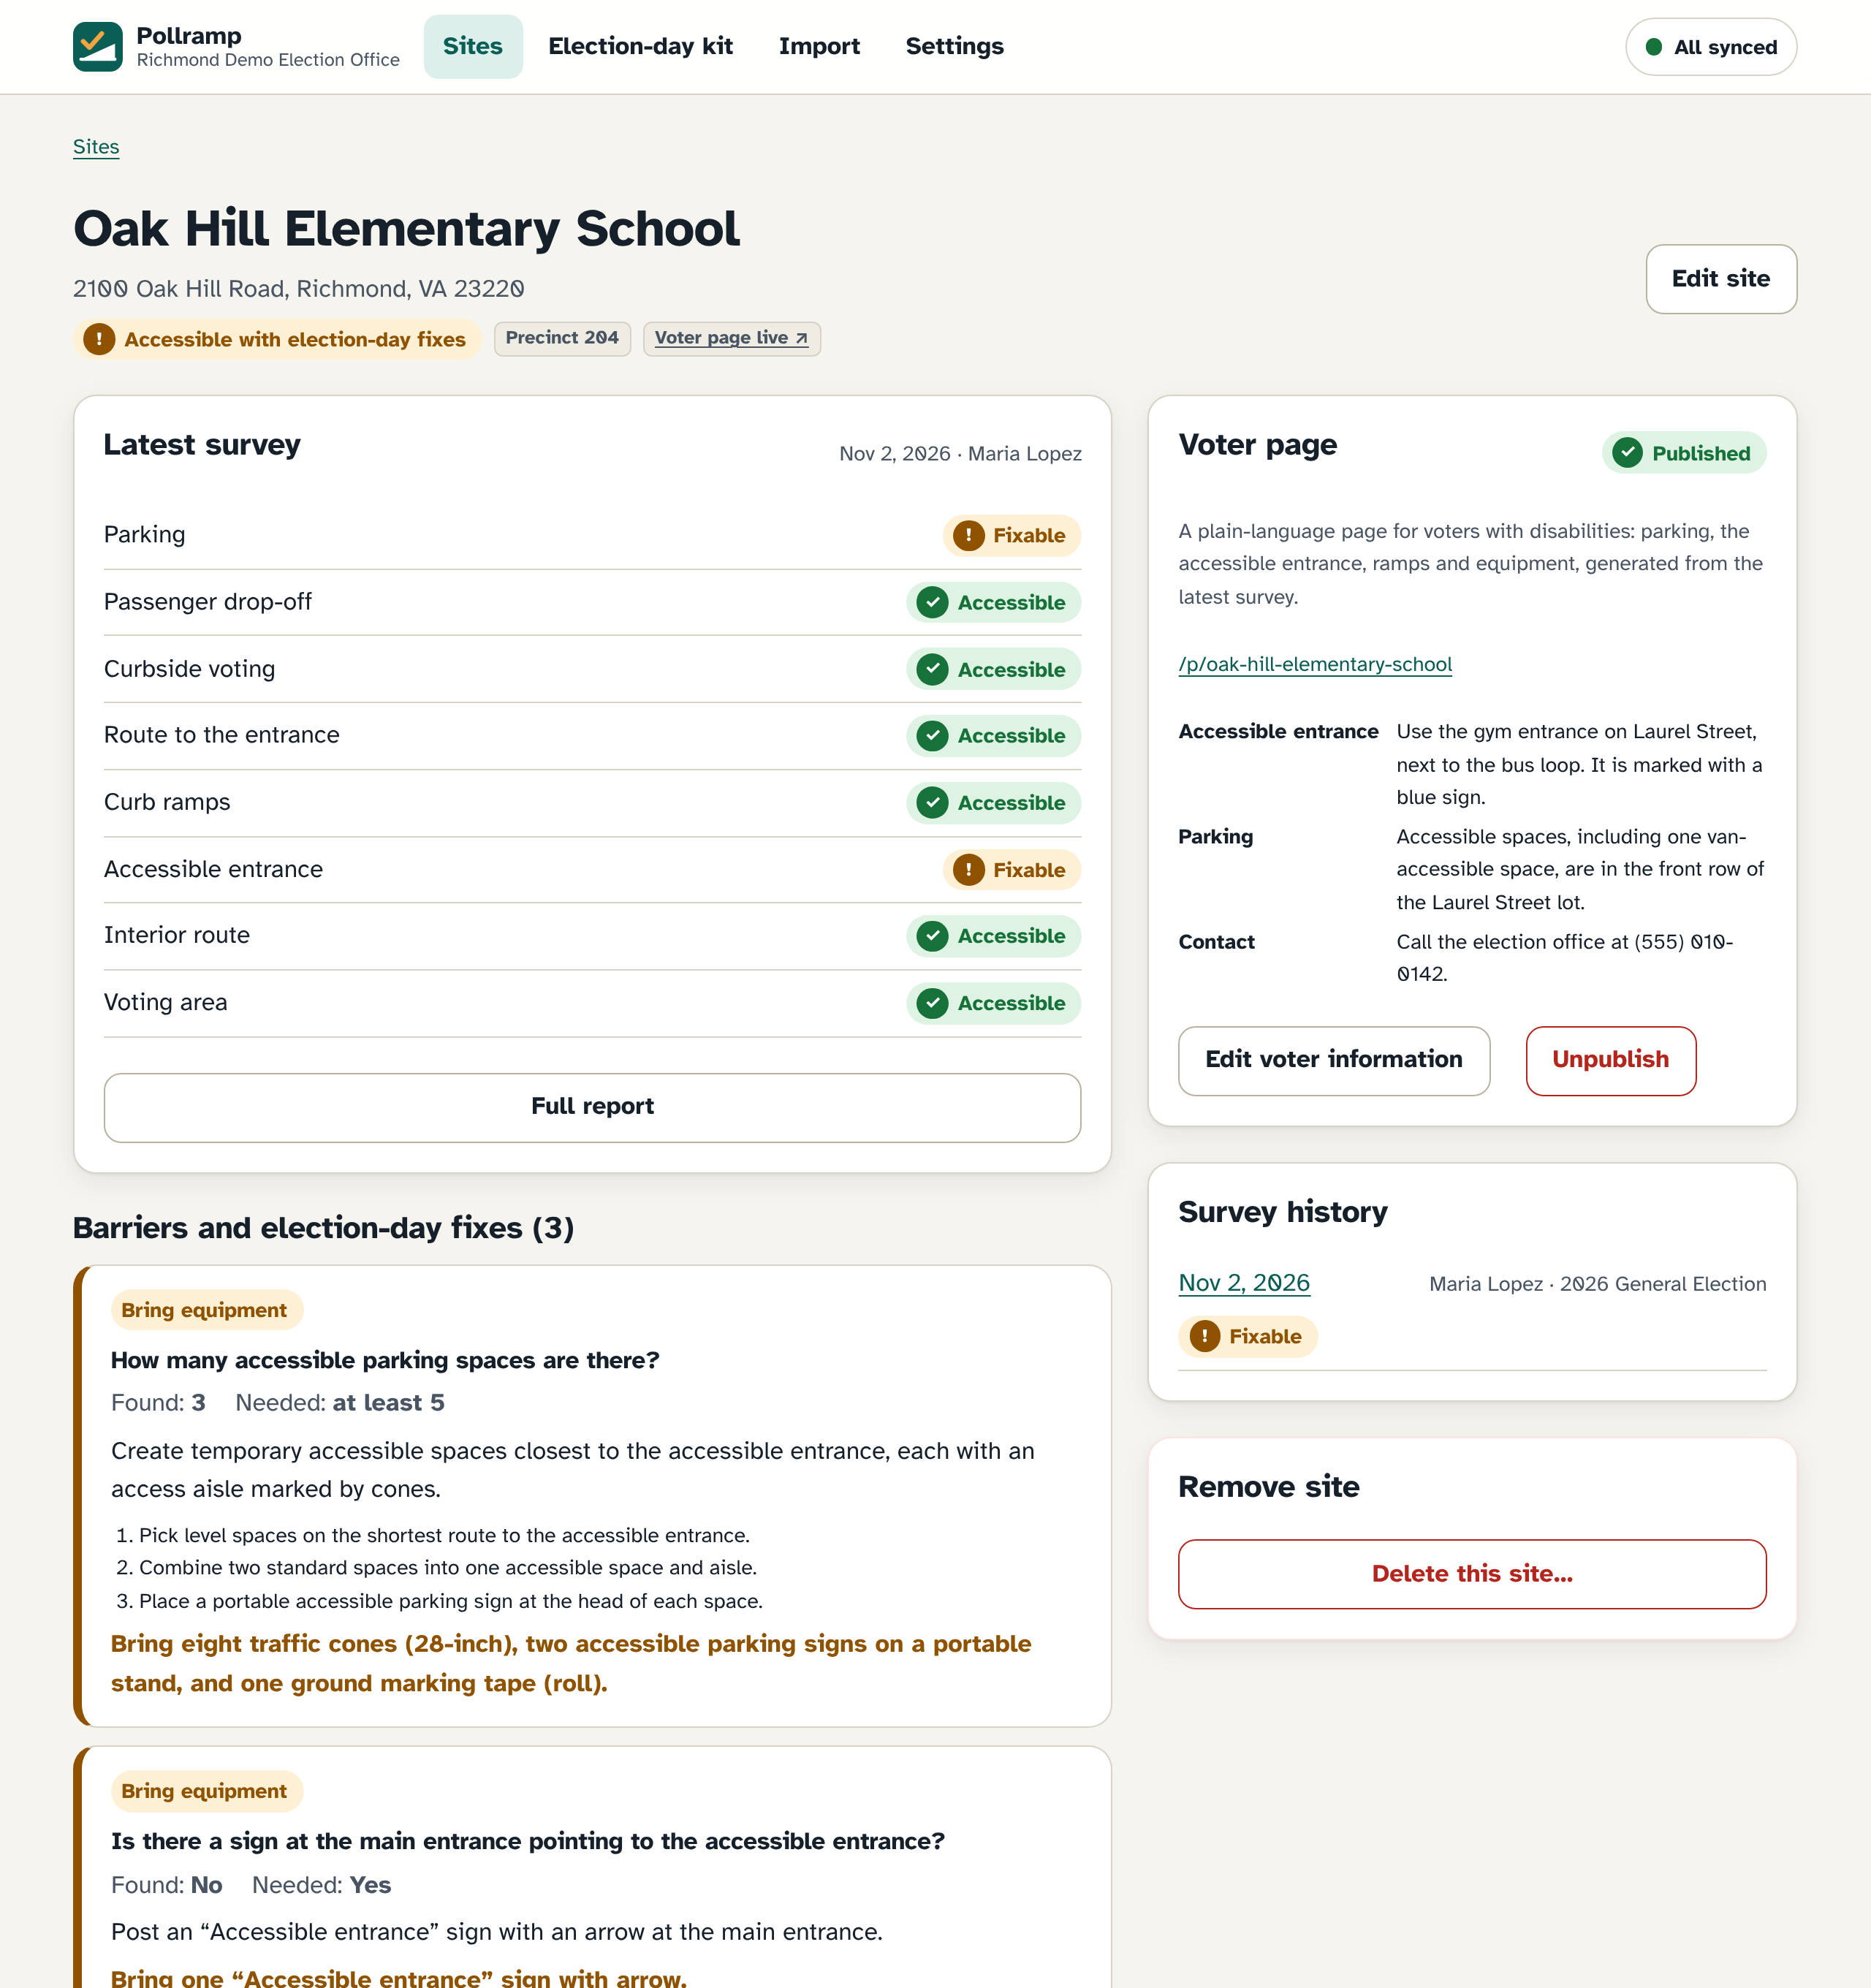 Pollramp
Richmond Demo Election Office
Sites
Election-day kit
Import
Settings
All synced
Sites
Oak Hill Elementary School
2100 Oak Hill Road, Richmond, VA 23220
Edit site
! Accessible with election-day fixes
Precinct 204
Voter page live ↗
Latest survey
Nov 2, 2026 · Maria Lopez
Parking
! Fixable
Passenger drop-off
Accessible
Curbside voting
Accessible
Route to the entrance
Accessible
Curb ramps
Accessible
Accessible entrance
! Fixable
Interior route
Accessible
Voting area
Accessible
Full report
Barriers and election-day fixes (3)
Bring equipment
How many accessible parking spaces are there?
Found: 3 Needed: at least 5
Create temporary accessible spaces closest to the accessible entrance, each with an
access aisle marked by cones.
1. Pick level spaces on the shortest route to the accessible entrance.
2. Combine two standard spaces into one accessible space and aisle.
3. Place a portable accessible parking sign at the head of each space.
Bring eight traffic cones (28-inch), two accessible parking signs on a portable
stand, and one ground marking tape (roll).
Bring equipment
Is there a sign at the main entrance pointing to the accessible entrance?
Found: No Needed: Yes
Post an “Accessible entrance” sign with an arrow at the main entrance.
Bring one “Accessible entrance” sign with arrow.
Voter page
Published
A plain-language page for voters with disabilities: parking, the
accessible entrance, ramps and equipment, generated from the
latest survey.
/p/oak-hill-elementary-school
Accessible entrance
Use the gym entrance on Laurel Street,
next to the bus loop. It is marked with a
blue sign.
Parking
Accessible spaces, including one van-
accessible space, are in the front row of
the Laurel Street lot.
Contact
Call the election office at (555) 010-
0142.
Edit voter information
Unpublish
Survey history
Nov 2, 2026
Maria Lopez · 2026 General Election
! Fixable
Remove site
Delete this site...